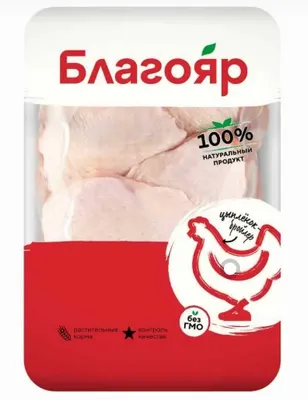 Благояр
100%
НАТУРАЛЬНЫЙ
ПРОДУКТ
цыплёнок-
бройлер
без
ГМО
растительные
корма
контроль
качества